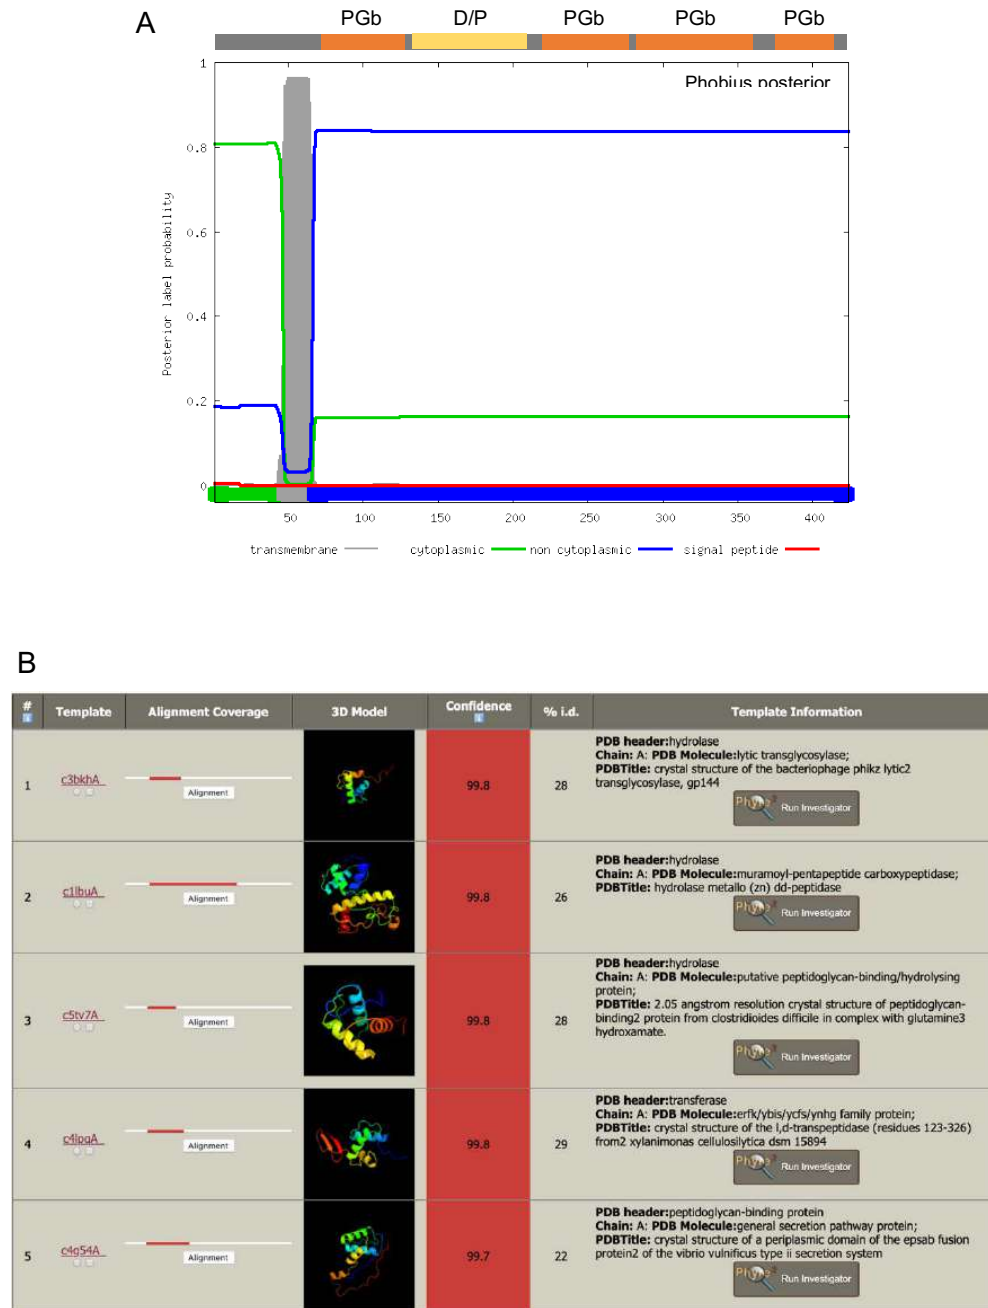 A
PGb D/P PGb PGb PGb
Phobius posterior
Posterior label probability
1
0.8
0.6
0.4
0.2
0
50 100 150 200 250 300 350 400
transmembrane cytoplasmic non cytoplasmic signal peptide
B
# Template Alignment Coverage 3D Model Confidence % i.d. Template Information
1 c3bkhA Alignment 99.8 28
PDB header:hydrolase
Chain: A: PDB Molecule:lytic transglycosylase;
PDBTitle: crystal structure of the bacteriophage phikz lytic2
transglycosylase, gp144
Phyre2 Run Investigator
2 c1lbuA Alignment 99.8 26
PDB header:hydrolase
Chain: A: PDB Molecule:muramoyl-pentapeptide carboxypeptidase;
PDBTitle: hydrolase metallo (zn) dd-peptidase
Phyre2 Run Investigator
3 c5tv7A Alignment 99.8 28
PDB header:hydrolase
Chain: A: PDB Molecule:putative peptidoglycan-binding/hydrolysing
protein;
PDBTitle: 2.05 angstrom resolution crystal structure of peptidoglycan-
binding2 protein from clostridioides difficile in complex with glutamine3
hydroxamate.
Phyre2 Run Investigator
4 c4lpqA Alignment 99.8 29
PDB header:transferase
Chain: A: PDB Molecule:erfk/ybis/ycfs/ynhg family protein;
PDBTitle: crystal structure of the l,d-transpeptidase (residues 123-326)
from2 xylanimonas cellulosilytica dsm 15894
Phyre2 Run Investigator
5 c4g54A Alignment 99.7 22
PDB header:peptidoglycan-binding protein
Chain: A: PDB Molecule:general secretion pathway protein;
PDBTitle: crystal structure of a periplasmic domain of the epsab fusion
protein2 of the vibrio vulnificus type ii secretion system
Phyre2 Run Investigator